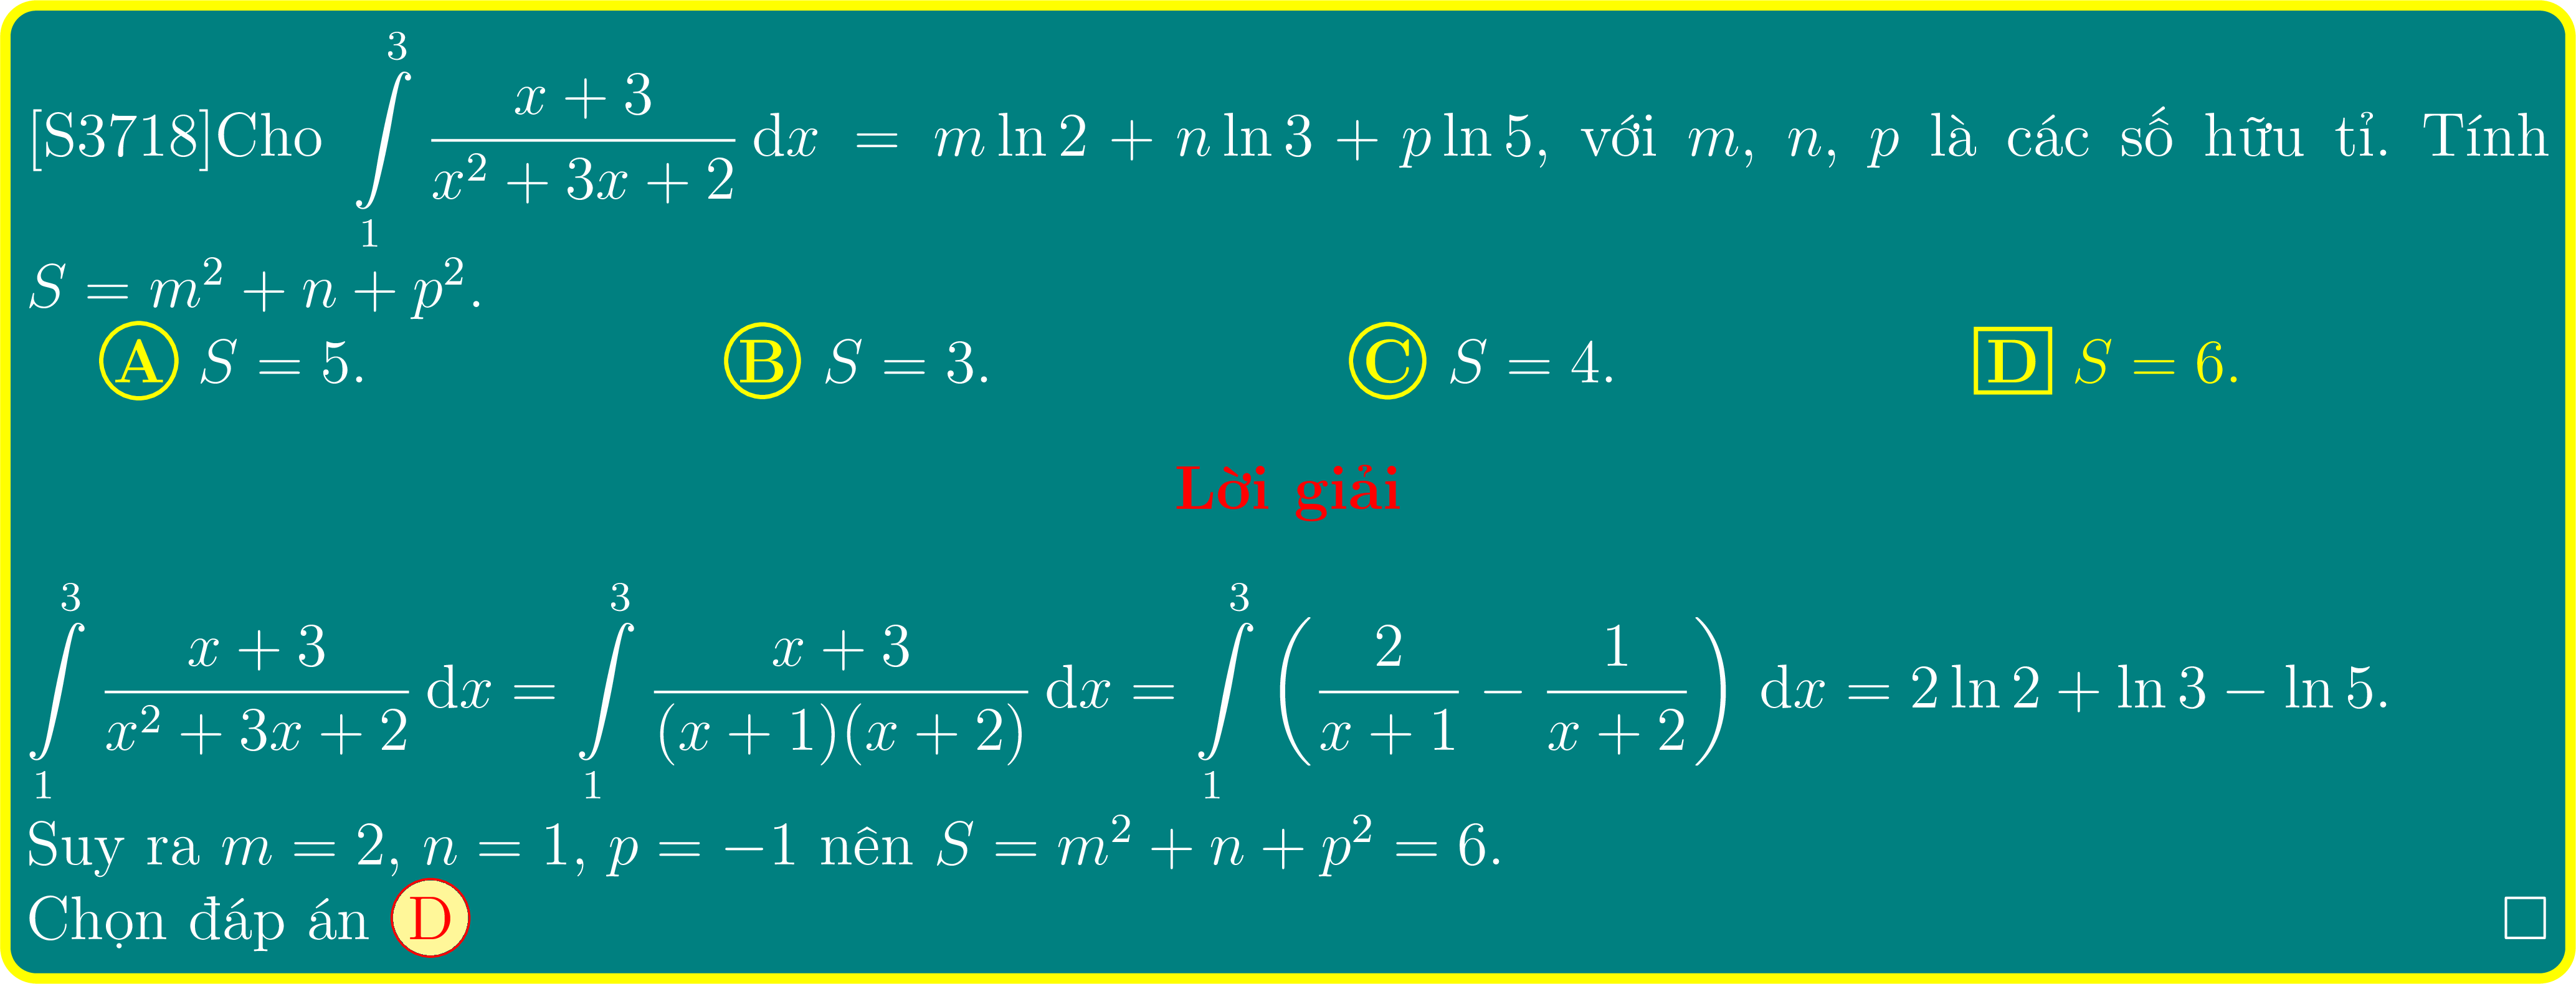 [S3718]Cho $\int\limits_1^3 \frac{x+3}{x^2+3x+2}\,\mathrm{d}x = m\ln 2 + n\ln 3 + p\ln 5$, với $m$, $n$, $p$ là các số hữu tỉ. Tính
$S = m^2 + n + p^2$.
Ⓐ $S = 5$. Ⓑ $S = 3$. Ⓒ $S = 4$. D $S = 6$.
Lời giải
$\int\limits_1^3 \frac{x+3}{x^2+3x+2}\,\mathrm{d}x = \int\limits_1^3 \frac{x+3}{(x+1)(x+2)}\,\mathrm{d}x = \int\limits_1^3 \left(\frac{2}{x+1} - \frac{1}{x+2}\right)\,\mathrm{d}x = 2\ln 2 + \ln 3 - \ln 5$.
Suy ra $m = 2$, $n = 1$, $p = -1$ nên $S = m^2 + n + p^2 = 6$.
Chọn đáp án Ⓓ □